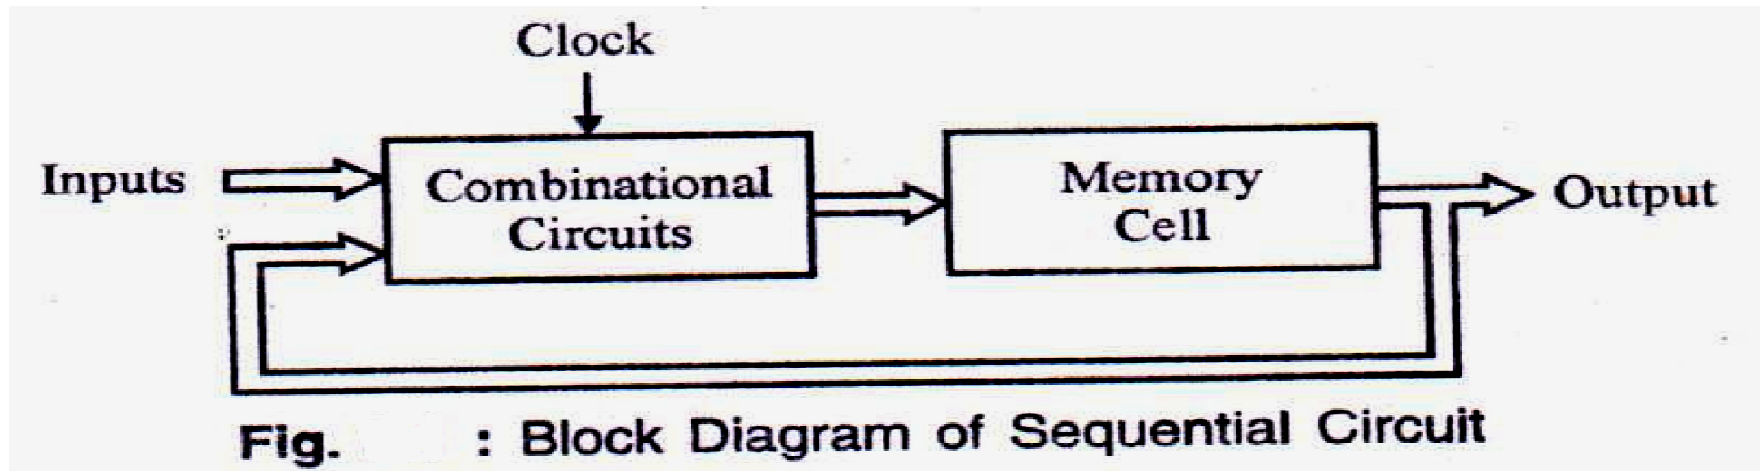 Clock
Inputs
Combinational
Circuits
Memory
Cell
Output
Fig. : Block Diagram of Sequential Circuit